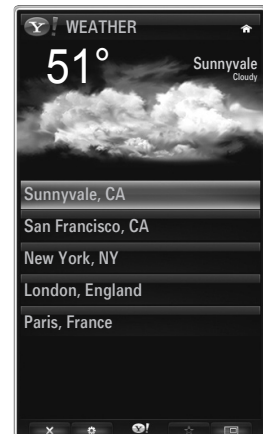 Y! WEATHER
51°
Sunnyvale
Cloudy
Sunnyvale, CA
San Francisco, CA
New York, NY
London, England
Paris, France
Y!